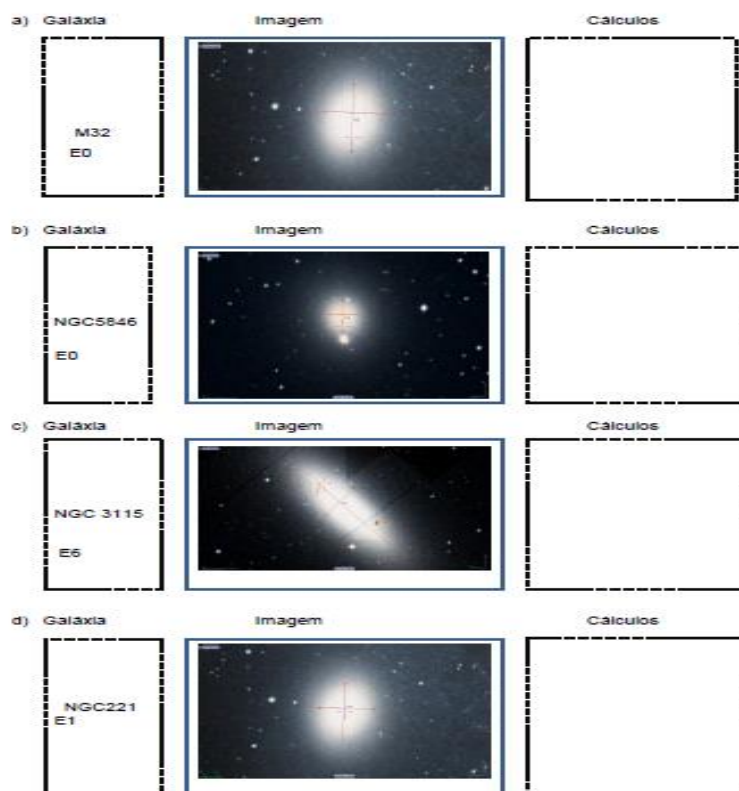 a) Galáxia Imagem Cálculos
M32
E0
b) Galáxia Imagem Cálculos
NGC5846
E0
c) Galáxia Imagem Cálculos
NGC 3115
E6
d) Galáxia Imagem Cálculos
NGC221
E1